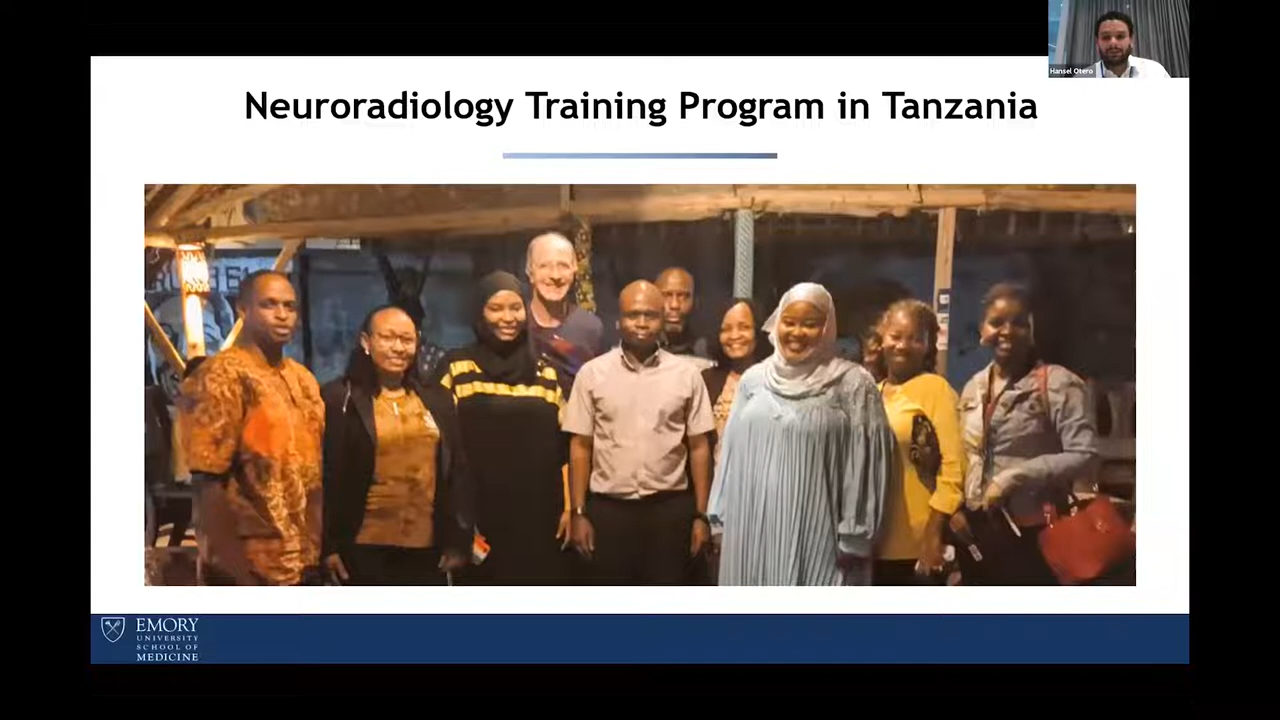 Hansel Otero
Neuroradiology Training Program in Tanzania
EMORY
UNIVERSITY
SCHOOL OF
MEDICINE